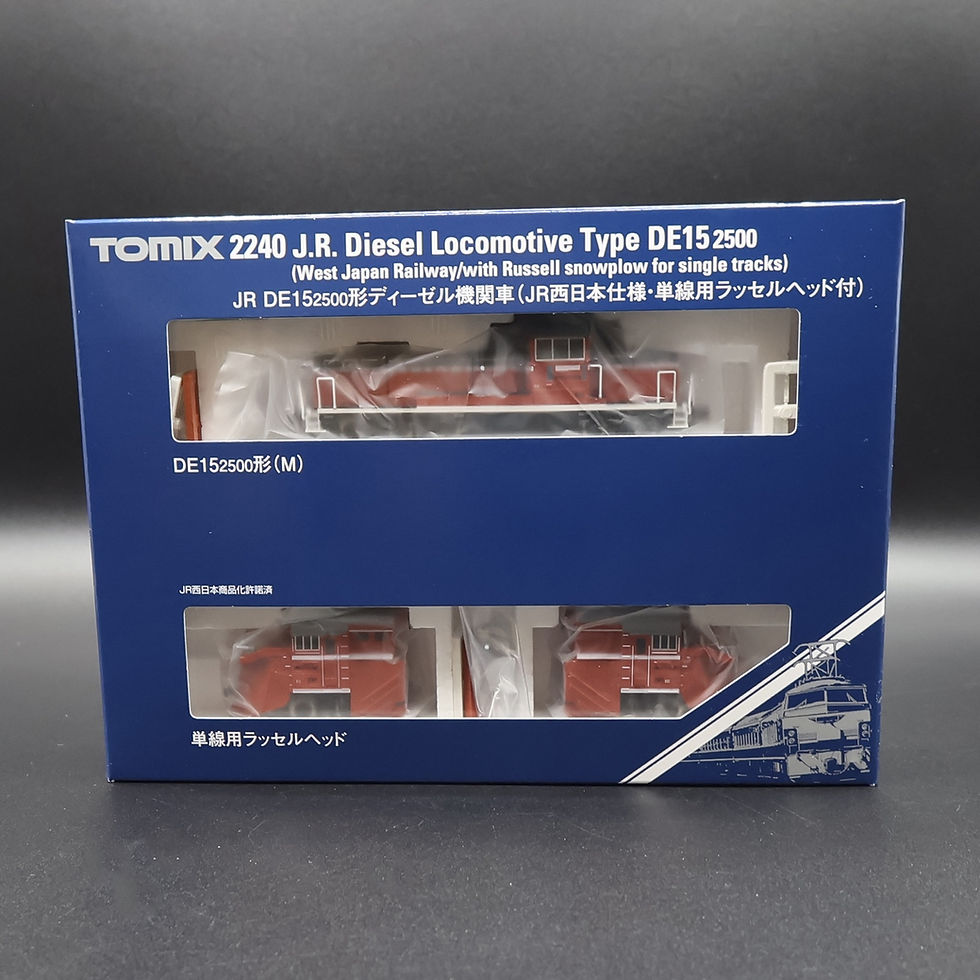 TOMIX 2240 J.R. Diesel Locomotive Type DE15 2500
(West Japan Railway/with Russell snowplow for single tracks)
JR DE152500形ディーゼル機関車(JR西日本仕様・単線用ラッセルヘッド付)
DE152500形(M)
JR西日本商品化許諾済
単線用ラッセルヘッド